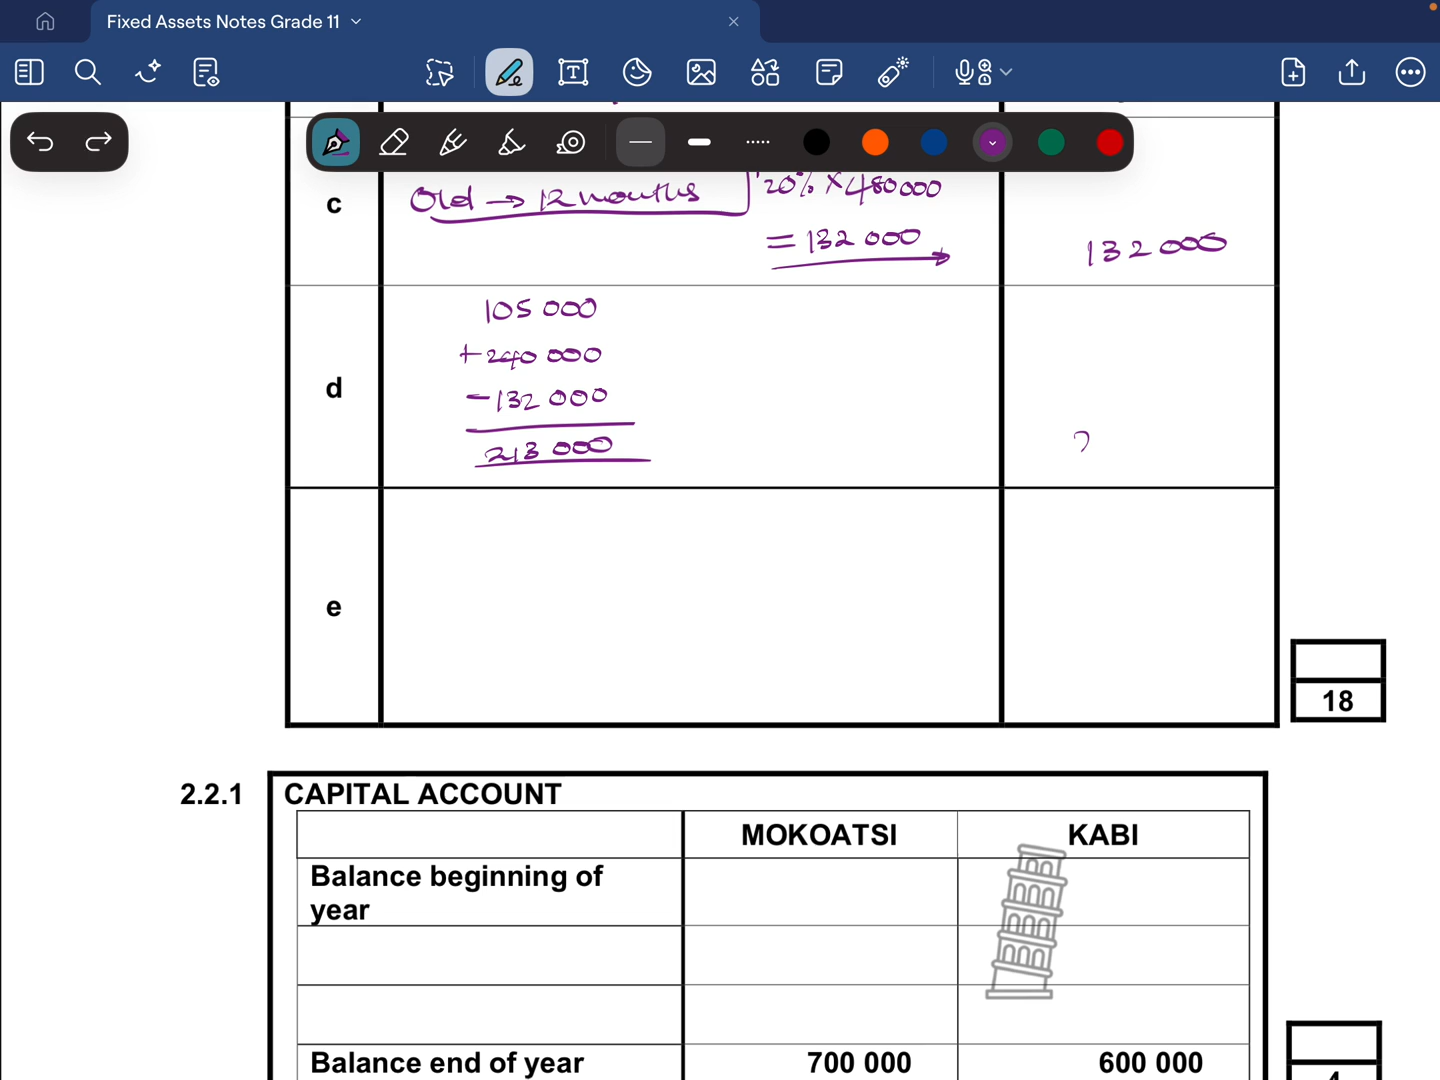 Fixed Assets Notes Grade 11
c
Old → 12 months
20% × 480 000
= 132 000
132 000
d
105 000
+ 240 000
- 132 000
213 000
2
e
18
2.2.1
CAPITAL ACCOUNT
MOKOATSI KABI
Balance beginning of
year
Balance end of year 700 000 600 000